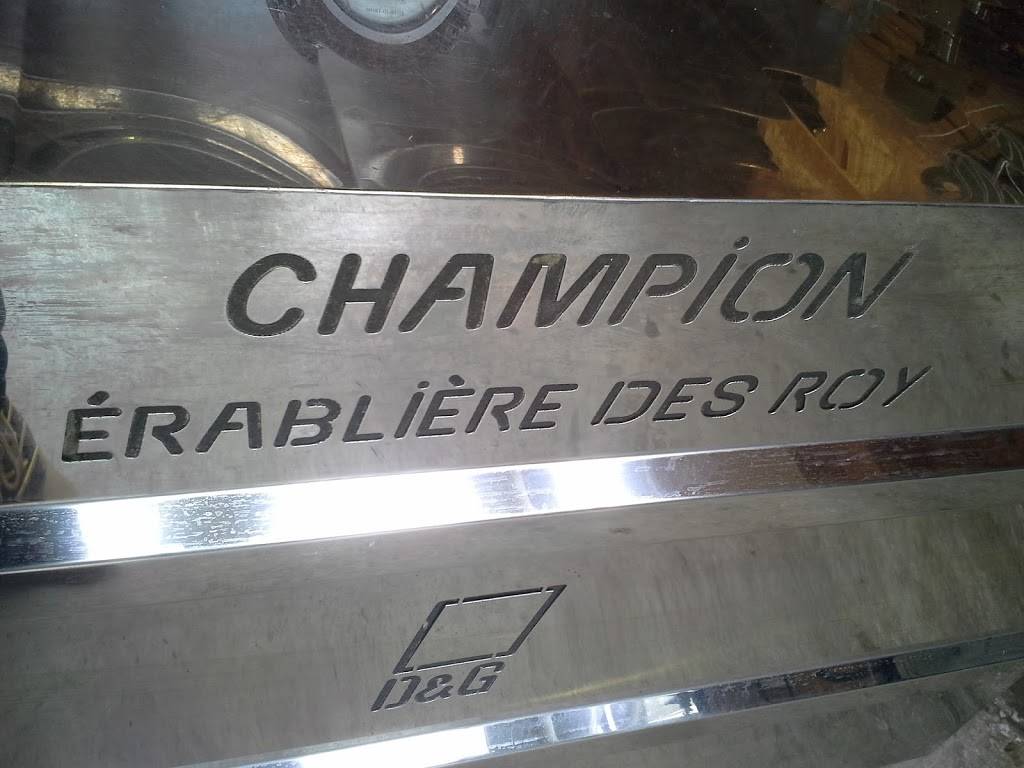 CHAMPiON
ÉRABLiÈRE DES ROY
D&G